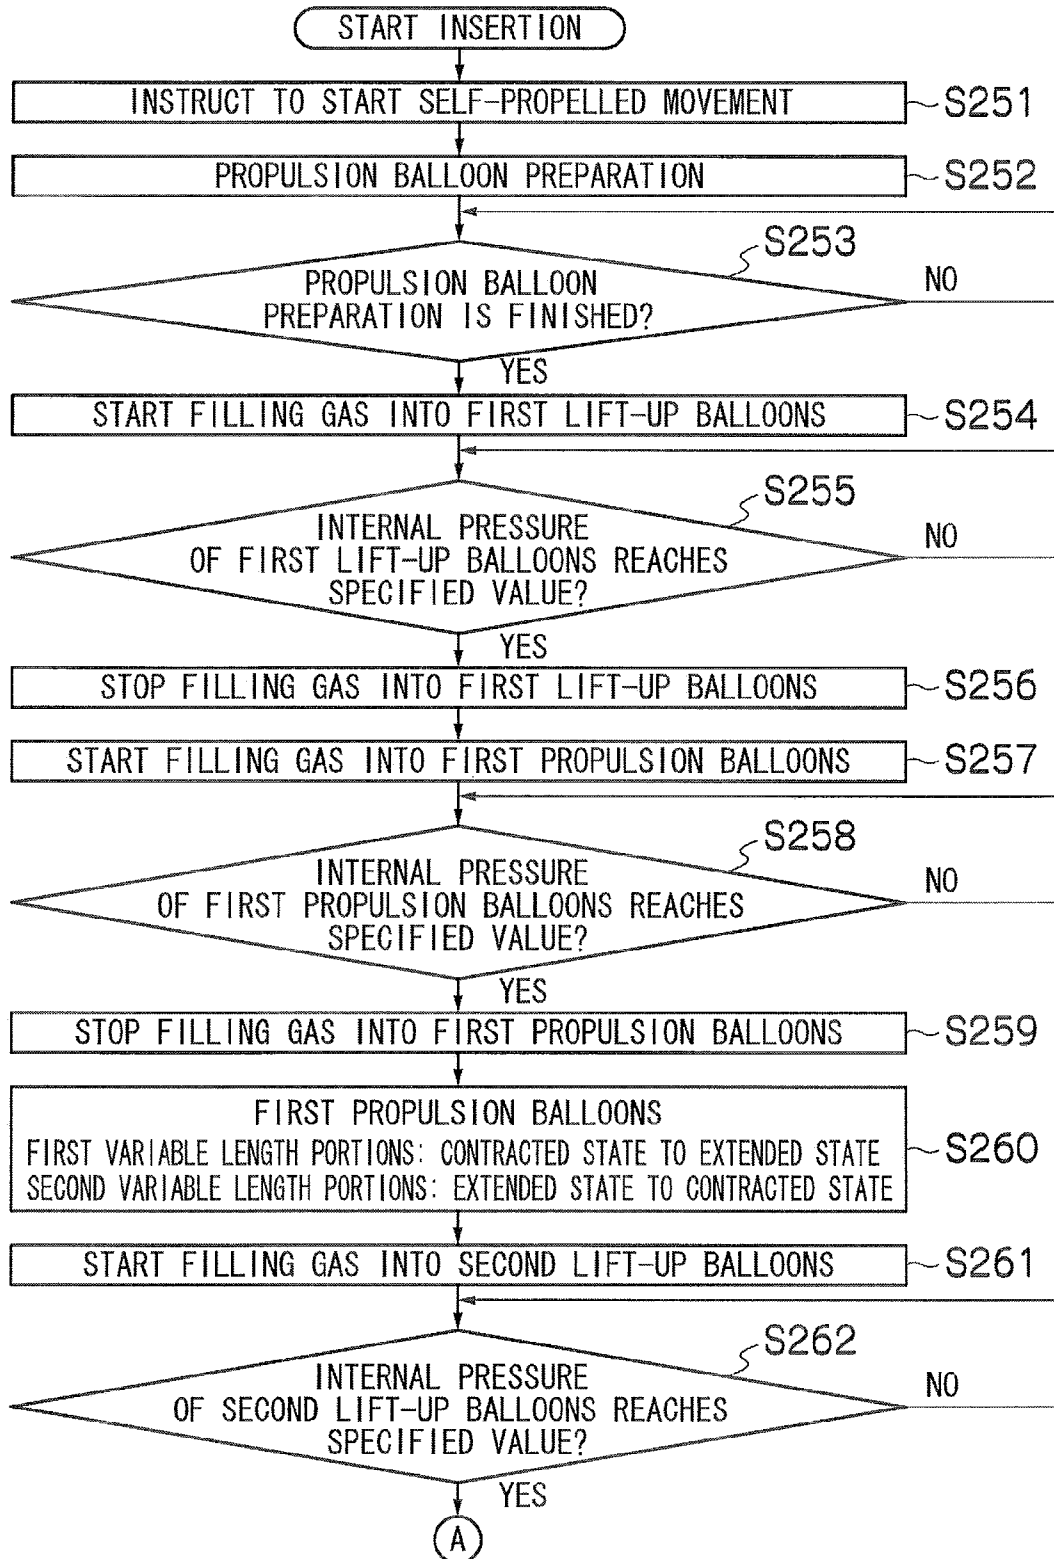 START INSERTION
INSTRUCT TO START SELF-PROPELLED MOVEMENT
S251
PROPULSION BALLOON PREPARATION
S252
S253
PROPULSION BALLOON
PREPARATION IS FINISHED?
NO
YES
START FILLING GAS INTO FIRST LIFT-UP BALLOONS
S254
S255
INTERNAL PRESSURE
OF FIRST LIFT-UP BALLOONS REACHES
SPECIFIED VALUE?
NO
YES
STOP FILLING GAS INTO FIRST LIFT-UP BALLOONS
S256
START FILLING GAS INTO FIRST PROPULSION BALLOONS
S257
S258
INTERNAL PRESSURE
OF FIRST PROPULSION BALLOONS REACHES
SPECIFIED VALUE?
NO
YES
STOP FILLING GAS INTO FIRST PROPULSION BALLOONS
S259
FIRST PROPULSION BALLOONS
FIRST VARIABLE LENGTH PORTIONS: CONTRACTED STATE TO EXTENDED STATE
SECOND VARIABLE LENGTH PORTIONS: EXTENDED STATE TO CONTRACTED STATE
S260
START FILLING GAS INTO SECOND LIFT-UP BALLOONS
S261
S262
INTERNAL PRESSURE
OF SECOND LIFT-UP BALLOONS REACHES
SPECIFIED VALUE?
NO
YES
A